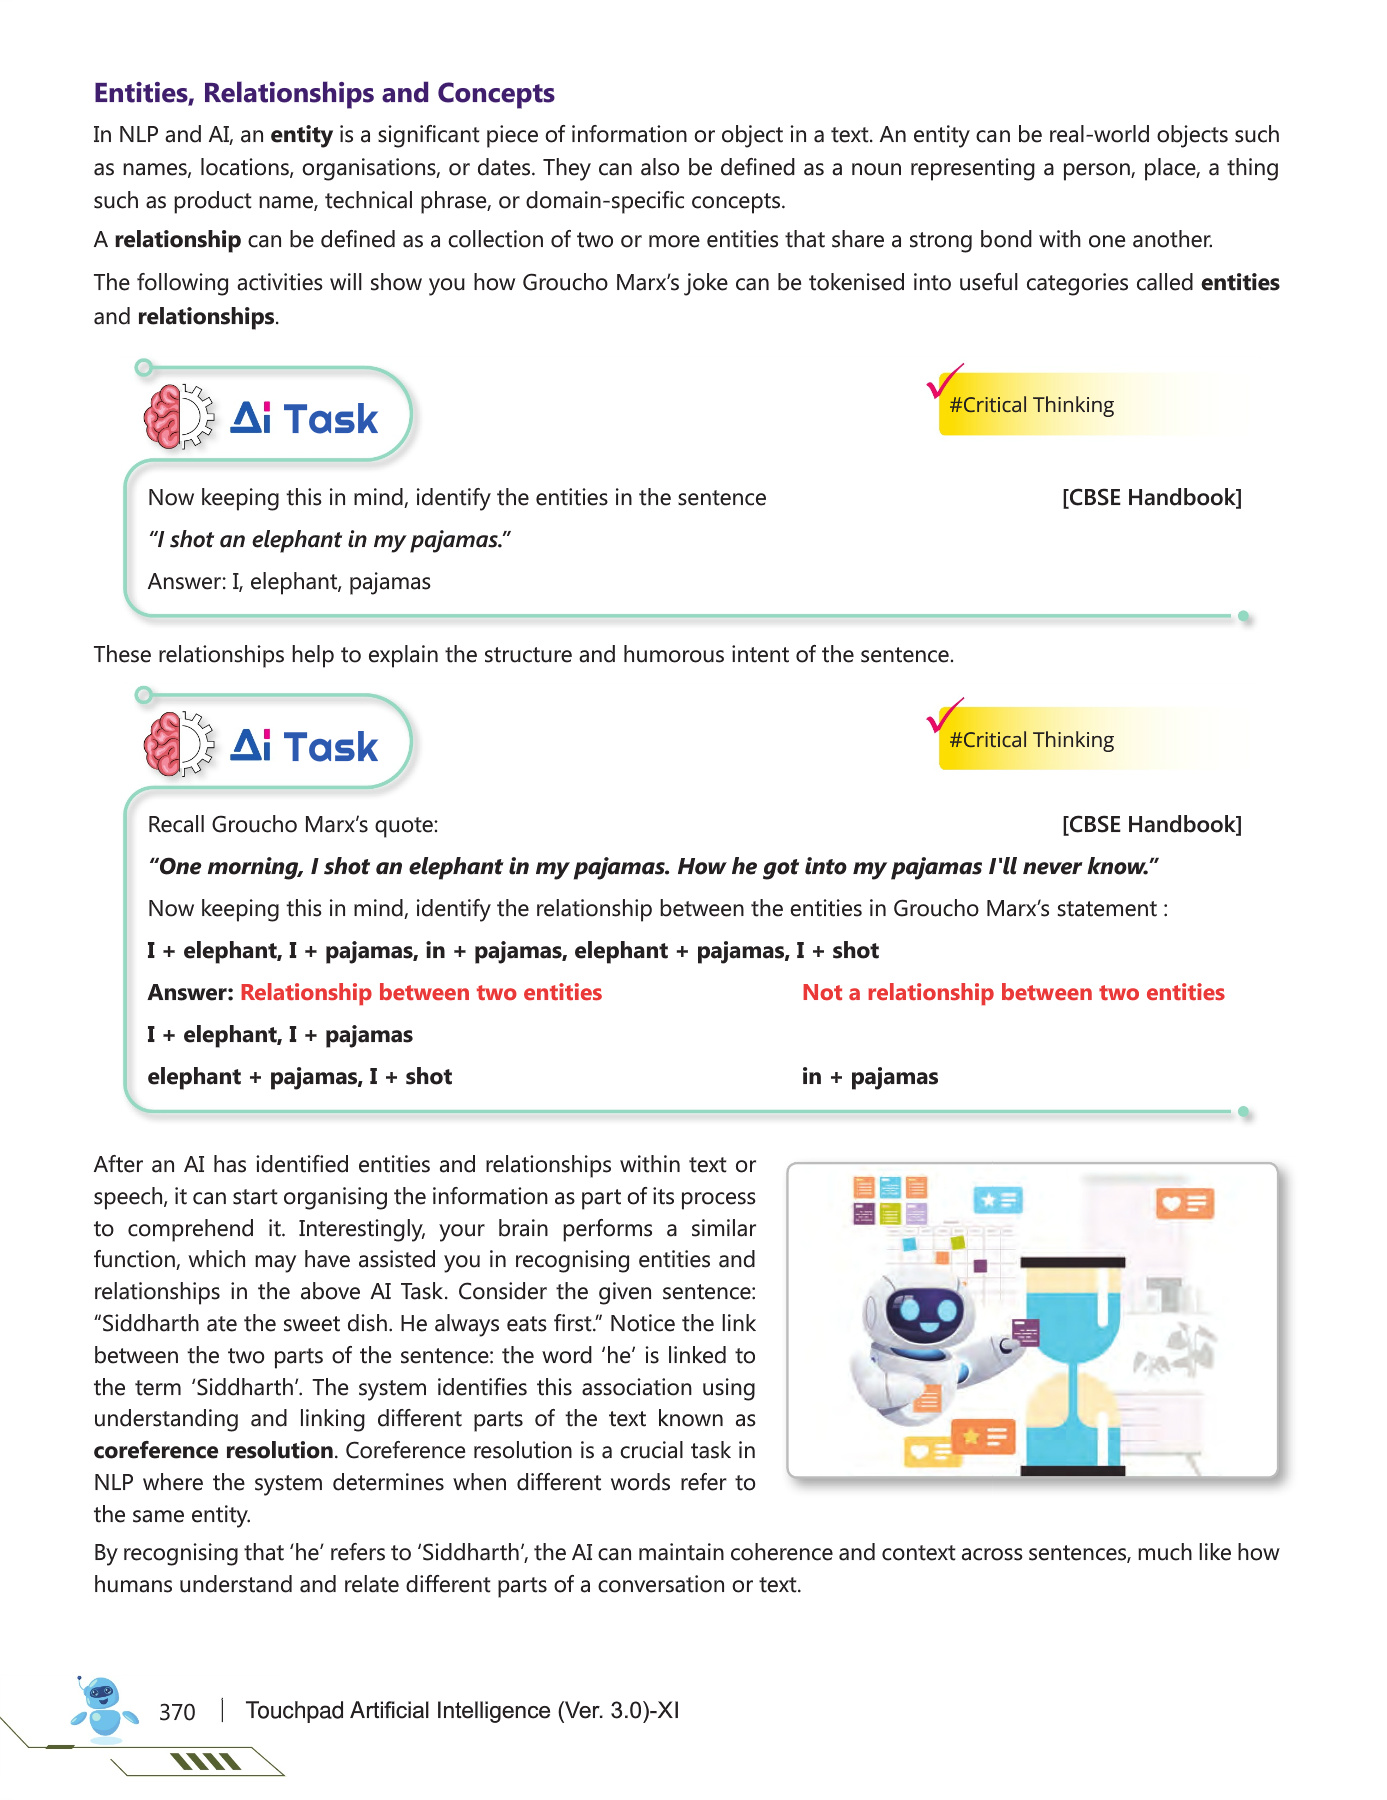 Entities, Relationships and Concepts
In NLP and AI, an entity is a significant piece of information or object in a text. An entity can be real-world objects such
as names, locations, organisations, or dates. They can also be defined as a noun representing a person, place, a thing
such as product name, technical phrase, or domain-specific concepts.
A relationship can be defined as a collection of two or more entities that share a strong bond with one another.
The following activities will show you how Groucho Marx’s joke can be tokenised into useful categories called entities
and relationships.
Ai Task
#Critical Thinking
Now keeping this in mind, identify the entities in the sentence [CBSE Handbook]
“I shot an elephant in my pajamas.”
Answer: I, elephant, pajamas
These relationships help to explain the structure and humorous intent of the sentence.
Ai Task
#Critical Thinking
Recall Groucho Marx’s quote: [CBSE Handbook]
“One morning, I shot an elephant in my pajamas. How he got into my pajamas I'll never know.”
Now keeping this in mind, identify the relationship between the entities in Groucho Marx’s statement :
I + elephant, I + pajamas, in + pajamas, elephant + pajamas, I + shot
Answer: Relationship between two entities Not a relationship between two entities
I + elephant, I + pajamas
elephant + pajamas, I + shot in + pajamas
After an AI has identified entities and relationships within text or
speech, it can start organising the information as part of its process
to comprehend it. Interestingly, your brain performs a similar
function, which may have assisted you in recognising entities and
relationships in the above AI Task. Consider the given sentence:
“Siddharth ate the sweet dish. He always eats first.” Notice the link
between the two parts of the sentence: the word ‘he’ is linked to
the term ‘Siddharth’. The system identifies this association using
understanding and linking different parts of the text known as
coreference resolution. Coreference resolution is a crucial task in
NLP where the system determines when different words refer to
the same entity.
By recognising that ‘he’ refers to ‘Siddharth’, the AI can maintain coherence and context across sentences, much like how
humans understand and relate different parts of a conversation or text.
370 Touchpad Artificial Intelligence (Ver. 3.0)-XI